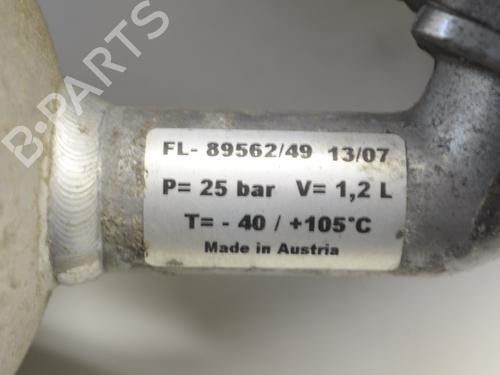 B-PARTS
FL- 89562/49 13/07
P= 25 bar V= 1,2 L
T= - 40 / +105°C
Made in Austria